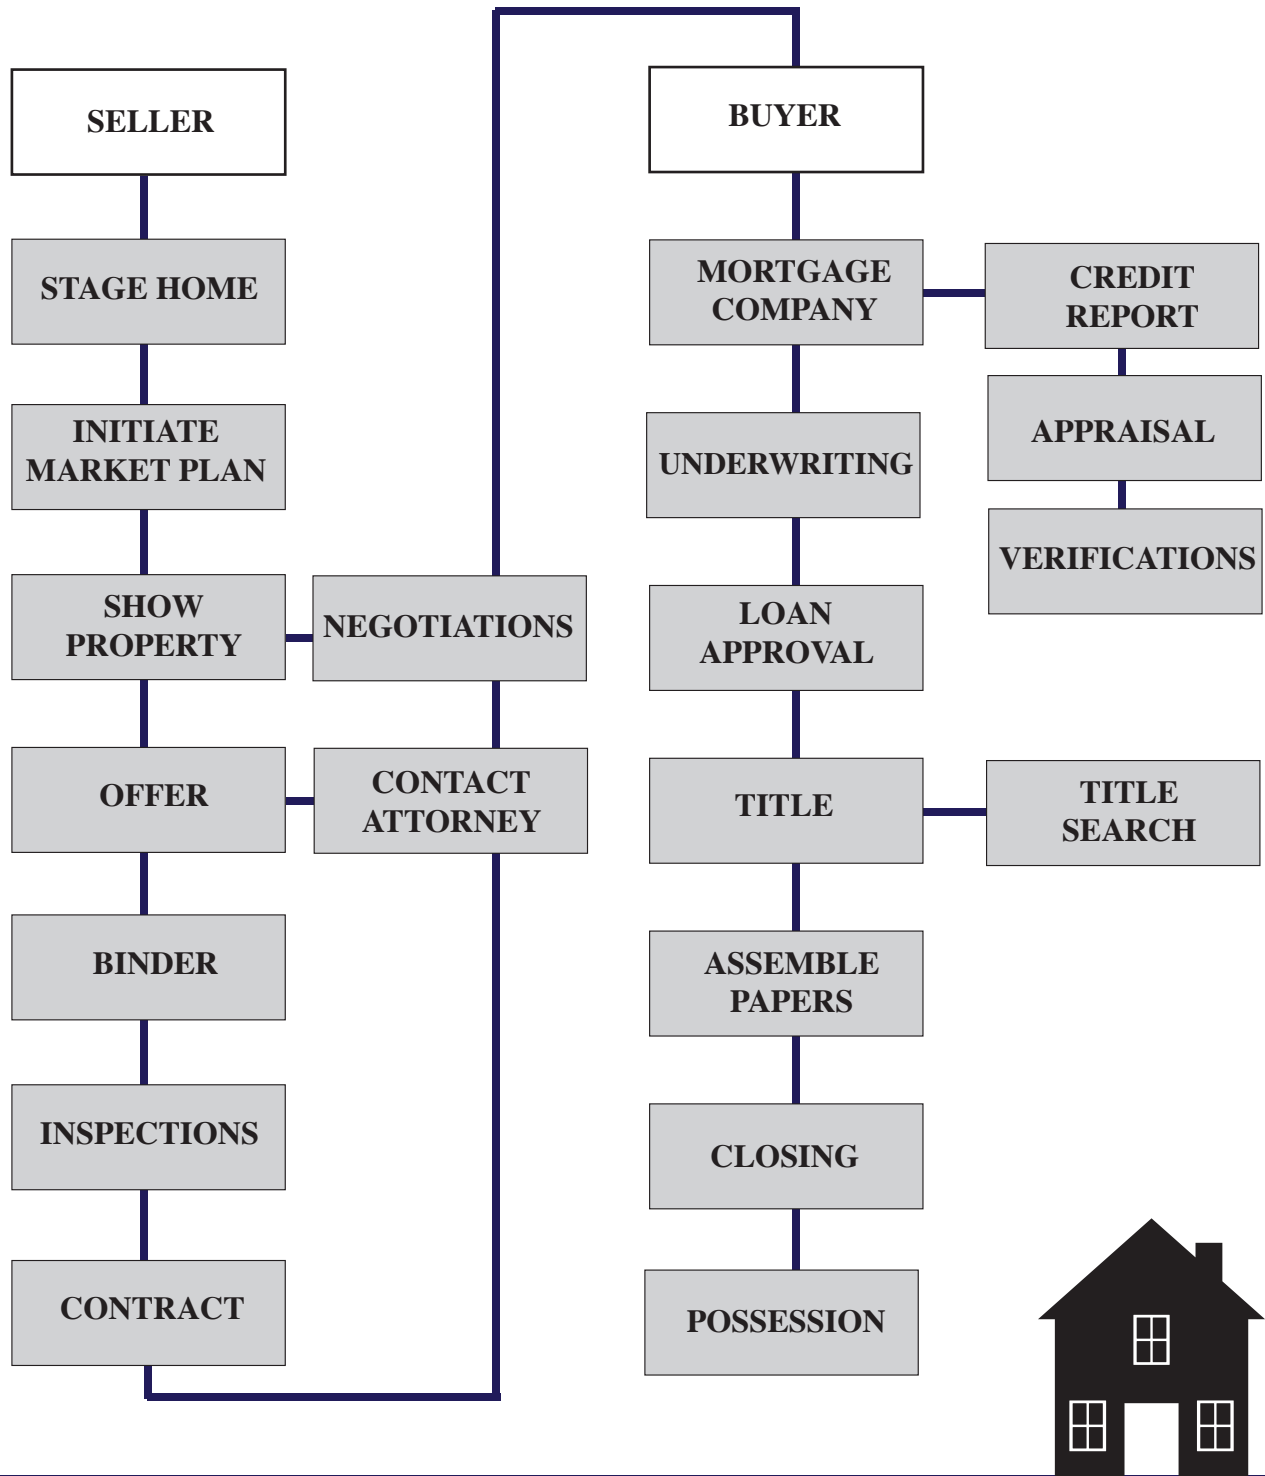 SELLER
STAGE HOME
INITIATE
MARKET PLAN
SHOW
PROPERTY
NEGOTIATIONS
OFFER
CONTACT
ATTORNEY
BINDER
INSPECTIONS
CONTRACT
BUYER
MORTGAGE
COMPANY
CREDIT
REPORT
APPRAISAL
VERIFICATIONS
UNDERWRITING
LOAN
APPROVAL
TITLE
TITLE
SEARCH
ASSEMBLE
PAPERS
CLOSING
POSSESSION